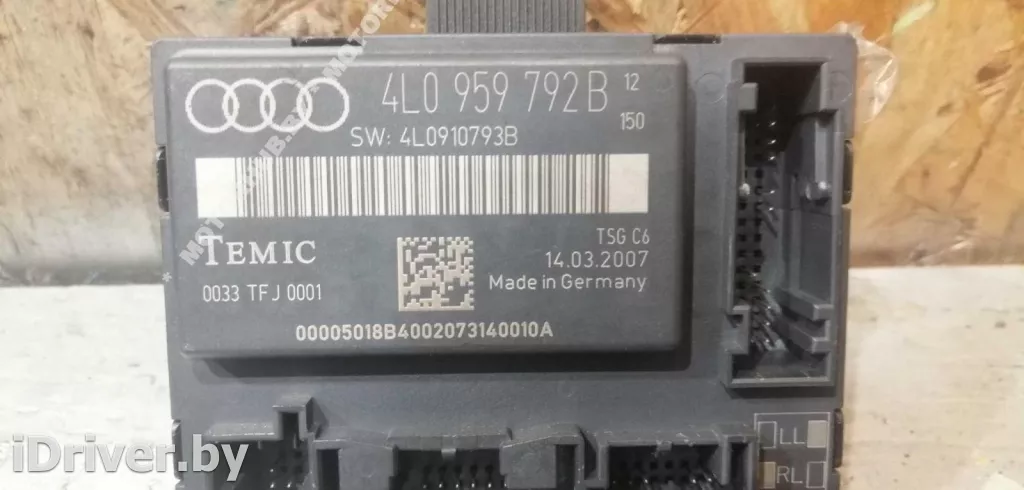 4L0 959 792B 12
150
SW: 4L0910793B
TEMIC
TSG C6
14.03.2007
0033 TFJ 0001
Made in Germany
00005018B4002073140010A
LL
RL
iDriver.by